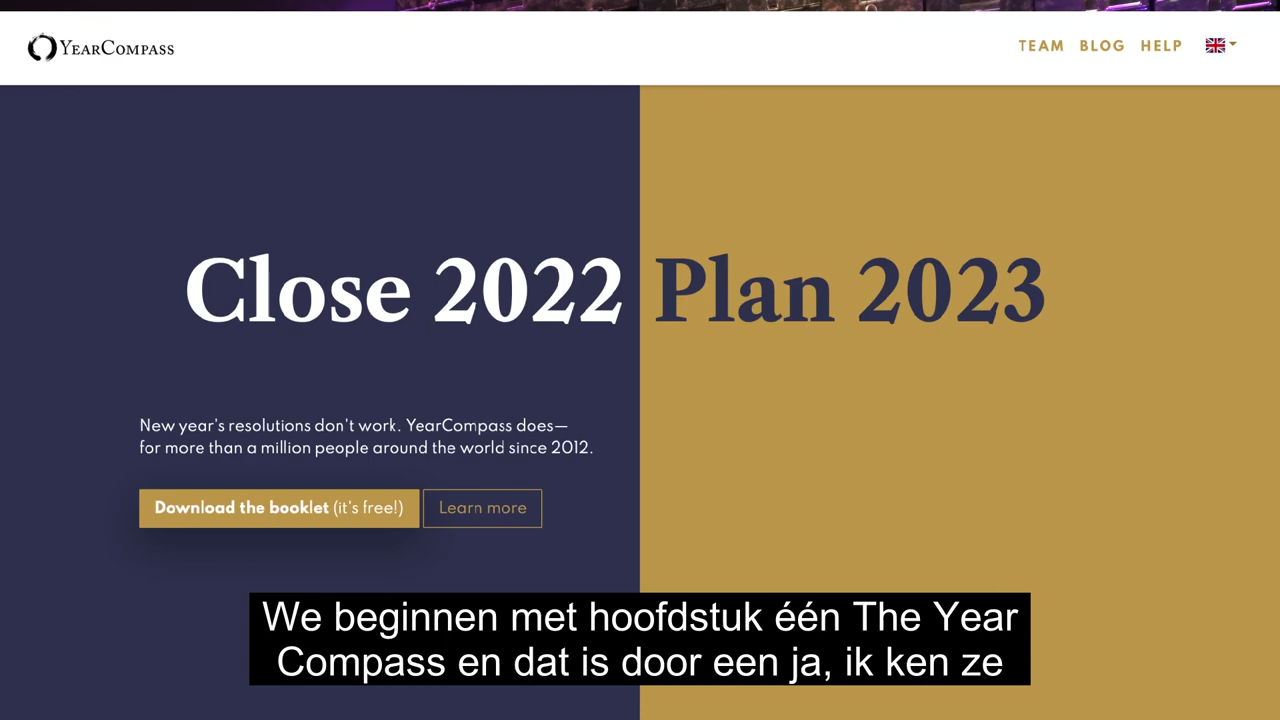 YEARCOMPASS
TEAM BLOG HELP
Close 2022 Plan 2023
New year's resolutions don't work. YearCompass does—
for more than a million people around the world since 2012.
Download the booklet (it's free!) Learn more
We beginnen met hoofdstuk één The Year
Compass en dat is door een ja, ik ken ze